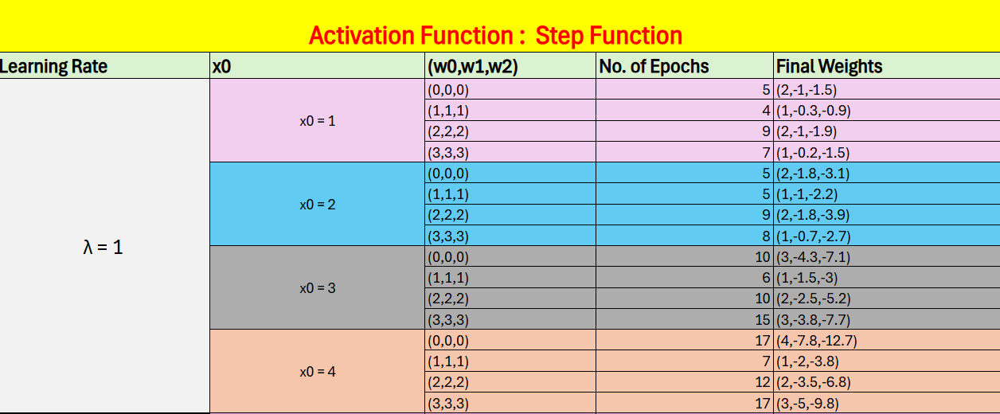 Activation Function :  Step Function
Learning Rate x0 (w0,w1,w2) No. of Epochs Final Weights
λ = 1
x0 = 1
(0,0,0) 5 (2,-1,-1.5)
(1,1,1) 4 (1,-0.3,-0.9)
(2,2,2) 9 (2,-1,-1.9)
(3,3,3) 7 (1,-0.2,-1.5)
x0 = 2
(0,0,0) 5 (2,-1.8,-3.1)
(1,1,1) 5 (1,-1,-2.2)
(2,2,2) 9 (2,-1.8,-3.9)
(3,3,3) 8 (1,-0.7,-2.7)
x0 = 3
(0,0,0) 10 (3,-4.3,-7.1)
(1,1,1) 6 (1,-1.5,-3)
(2,2,2) 10 (2,-2.5,-5.2)
(3,3,3) 15 (3,-3.8,-7.7)
x0 = 4
(0,0,0) 17 (4,-7.8,-12.7)
(1,1,1) 7 (1,-2,-3.8)
(2,2,2) 12 (2,-3.5,-6.8)
(3,3,3) 17 (3,-5,-9.8)